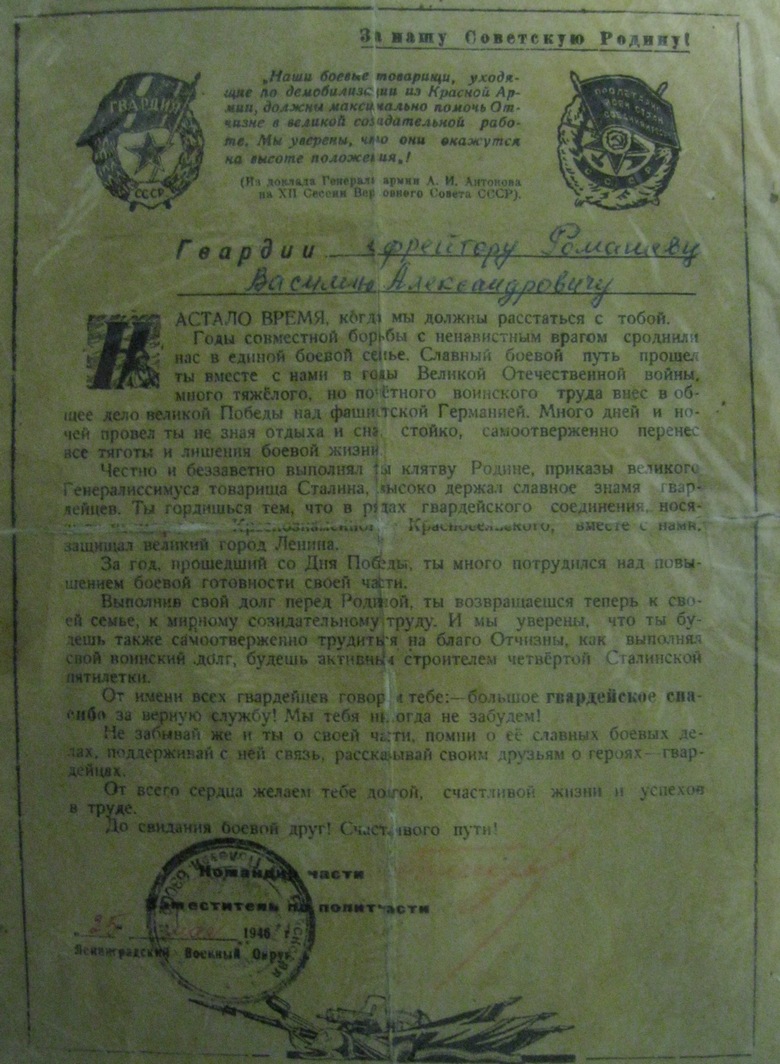 За нашу Советскую Родину!
„Наши боевые товарищи, уходя-
щие по демобилизации из Красной Ар-
мии, должны максимально помочь От-
чизне в великой созидательной рабо-
те. Мы уверены, что они окажутся
на высоте положения„!
(Из доклада Генерала армии А. И. Антонова
на XII Сессии Верховного Совета СССР).
ГВАРДИЯ
СССР
Гвардии ефрейтору Ромашеву
Василию Александровичу
НАСТАЛО ВРЕМЯ, когда мы должны расстаться с тобой.
Годы совместной борьбы с ненавистным врагом сроднили
нас в единой боевой семье. Славный боевой путь прошел
ты вместе с нами в годы Великой Отечественной войны,
много тяжёлого, но почётного воинского труда внес в об-
щее дело великой Победы над фашистской Германией. Много дней и но-
чей провел ты не зная отдыха и сна, стойко, самоотверженно перенес
все тяготы и лишения боевой жизни.
Честно и беззаветно выполнял ты клятву Родине, приказы великого
Генералиссимуса товарища Сталина, высоко держал славное знамя гвар-
дейцев. Ты гордишься тем, что в рядах гвардейского соединения, нося-
Краснознаменного Красносельского, вместе с нами,
защищал великий город Ленина.
За год, прошедший со Дня Победы, ты много потрудился над повы-
шением боевой готовности своей части.
Выполнив свой долг перед Родиной, ты возвращаешся теперь к сво-
ей семье, к мирному созидательному труду. И мы уверены, что ты бу-
дешь также самоотверженно трудиться на благо Отчизны, как выполнял
свой воинский долг, будешь активным строителем четвёртой Сталинской
пятилетки.
От имени всех гвардейцев говорим тебе:—большое гвардейское спа-
сибо за верную службу! Мы тебя никогда не забудем!
Не забывай же и ты о своей части, помни о её славных боевых де-
лах, поддерживай с ней связь, рассказывай своим друзьям о героях—гвар-
дейцах.
От всего сердца желаем тебе долгой, счастливой жизни и успехов
в труде.
До свидания боевой друг! Счастливого пути!
Командир части
Заместитель по политчасти
„25 1946 г.
Ленинградский Военный Округ